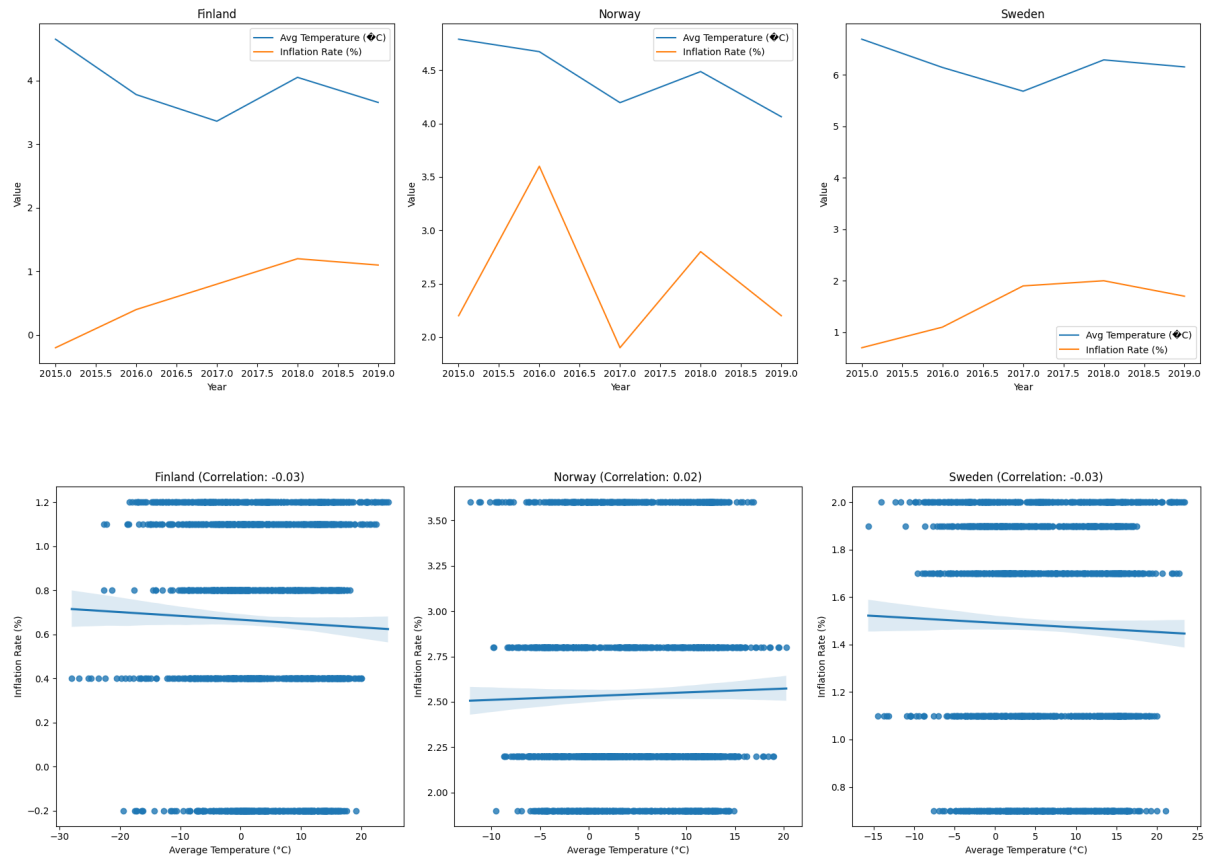 Finland
Avg Temperature (�C)
Inflation Rate (%)
Value
4
3
2
1
0
2015.0 2015.5 2016.0 2016.5 2017.0 2017.5 2018.0 2018.5 2019.0
Year
Norway
Avg Temperature (�C)
Inflation Rate (%)
Value
4.5
4.0
3.5
3.0
2.5
2.0
2015.0 2015.5 2016.0 2016.5 2017.0 2017.5 2018.0 2018.5 2019.0
Year
Sweden
Value
6
5
4
3
2
1
Avg Temperature (�C)
Inflation Rate (%)
2015.0 2015.5 2016.0 2016.5 2017.0 2017.5 2018.0 2018.5 2019.0
Year
Finland (Correlation: -0.03)
Inflation Rate (%)
1.2
1.0
0.8
0.6
0.4
0.2
0.0
−0.2
−30 −20 −10 0 10 20
Average Temperature (°C)
Norway (Correlation: 0.02)
Inflation Rate (%)
3.50
3.25
3.00
2.75
2.50
2.25
2.00
−10 −5 0 5 10 15 20
Average Temperature (°C)
Sweden (Correlation: -0.03)
Inflation Rate (%)
2.0
1.8
1.6
1.4
1.2
1.0
0.8
−15 −10 −5 0 5 10 15 20 25
Average Temperature (°C)